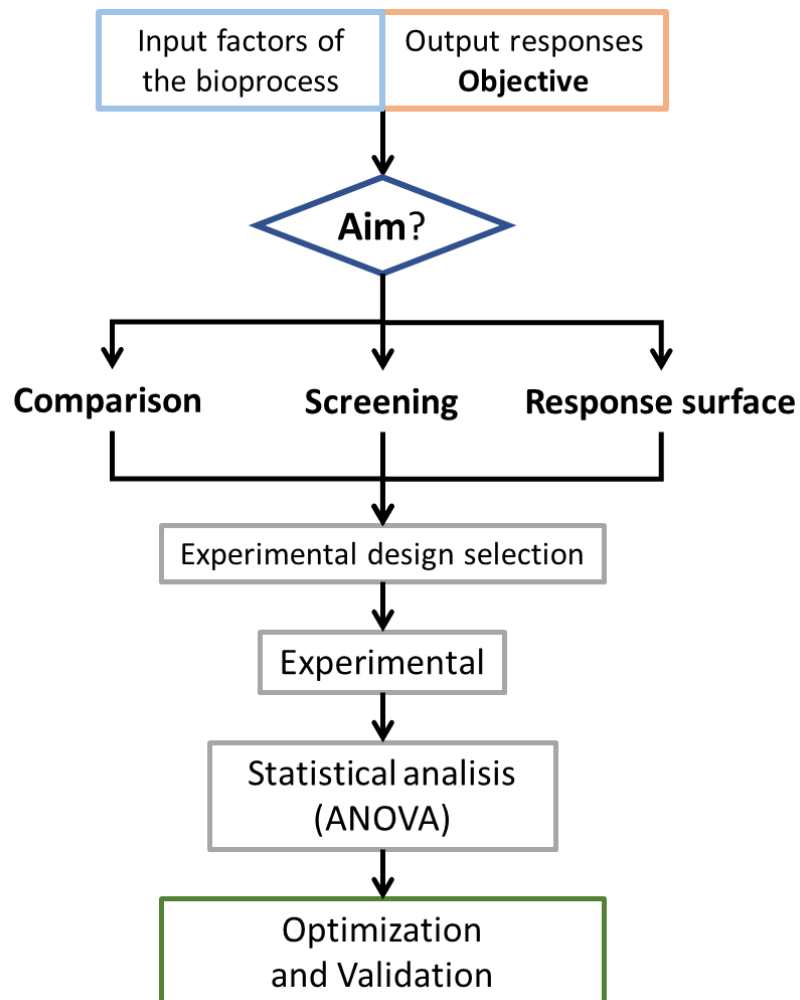 Input factors of
the bioprocess
Output responses
Objective
Aim?
Comparison
Screening
Response surface
Experimental design selection
Experimental
Statistical analisis
(ANOVA)
Optimization
and Validation